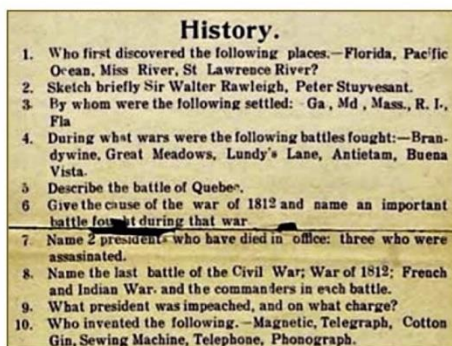 History.
1. Who first discovered the following places.—Florida, Pacific
Ocean, Miss River, St Lawrence River?
2. Sketch briefly Sir Walter Rawleigh, Peter Stuyvesant.
3. By whom were the following settled: Ga, Md, Mass., R. I.,
Fla
4. During what wars were the following battles fought:—Bran-
dywine, Great Meadows, Lundy's Lane, Antietam, Buena
Vista.
5 Describe the battle of Quebec.
6 Give the cause of the war of 1812 and name an important
battle fought during that war
7. Name 2 presidents who have died in office: three who were
assasinated.
8. Name the last battle of the Civil War; War of 1812; French
and Indian War. and the commanders in each battle.
9. What president was impeached, and on what charge?
10. Who invented the following.—Magnetic, Telegraph, Cotton
Gin, Sewing Machine, Telephone, Phonograph.